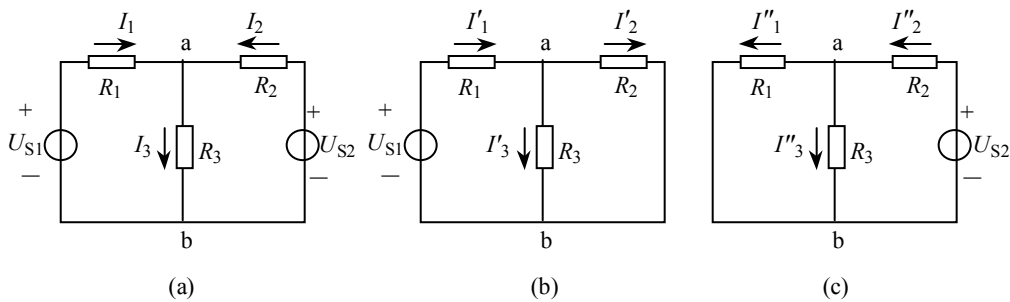 I1 I2 I′1 I′2 I″1 I″2
a a a
R1 R2 R1 R2 R1 R2
+ + + +
US1 I3 R3 US2 US1 I′3 R3 I″3 R3 US2
— — — —
b b b
(a) (b) (c)